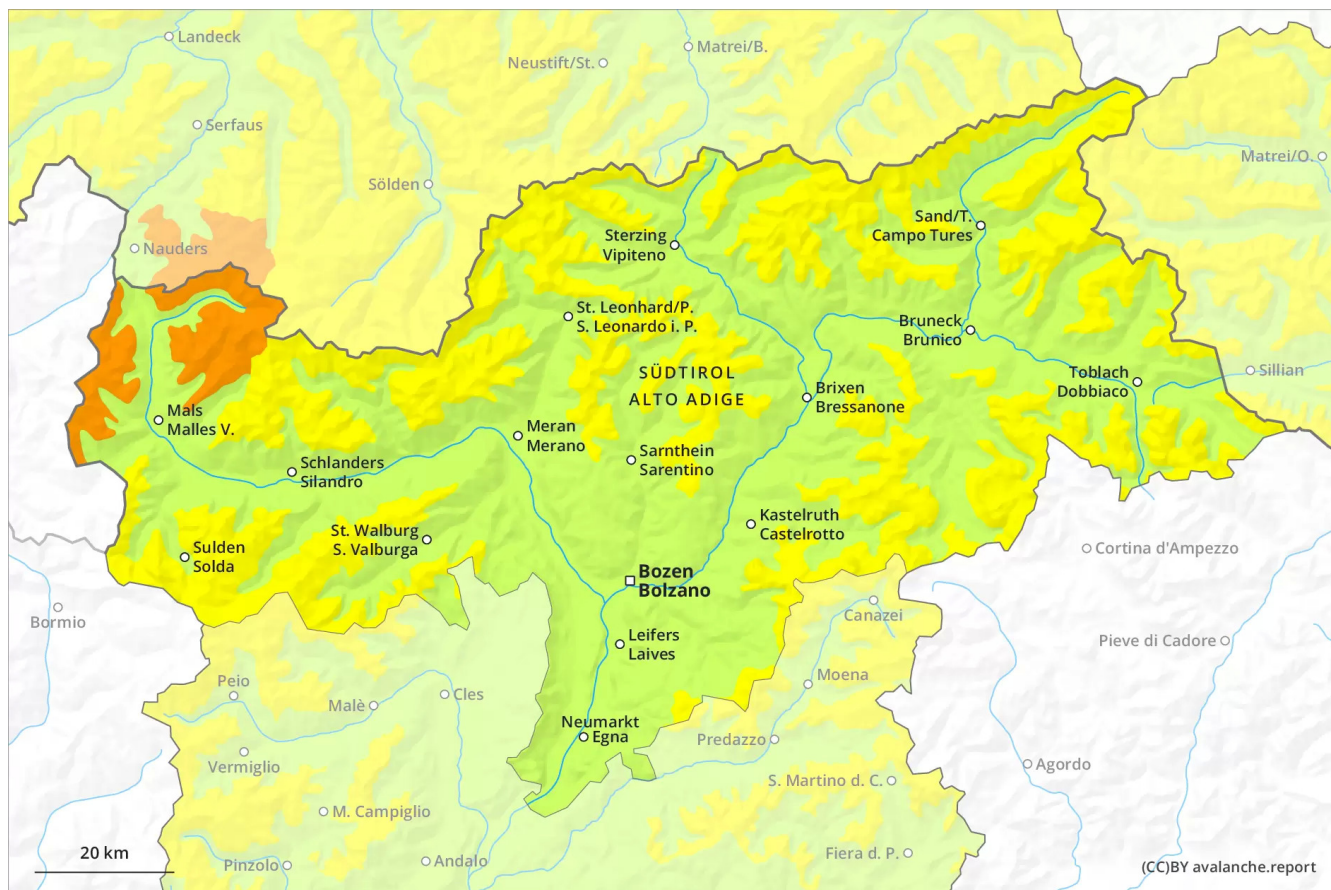 Landeck
Matrei/B.
Neustift/St.
Serfaus
Matrei/O.
Sölden
Sand/T.
Campo Tures
Sterzing
Vipiteno
Nauders
St. Leonhard/P.
S. Leonardo i. P.
Bruneck
Brunico
SÜDTIROL
ALTO ADIGE
Toblach
Dobbiaco
Sillian
Brixen
Bressanone
Mals
Malles V.
Meran
Merano
Sarnthein
Sarentino
Schlanders
Silandro
Kastelruth
Castelrotto
St. Walburg
S. Valburga
Sulden
Solda
Cortina d'Ampezzo
Bozen
Bolzano
Bormio
Canazei
Leifers
Laives
Pieve di Cadore
Peio
Moena
Malè
Cles
Neumarkt
Egna
Predazzo
Vermiglio
Agordo
S. Martino d. C.
M. Campiglio
20 km
Pinzolo
Andalo
Fiera d. P.
(CC)BY avalanche.report